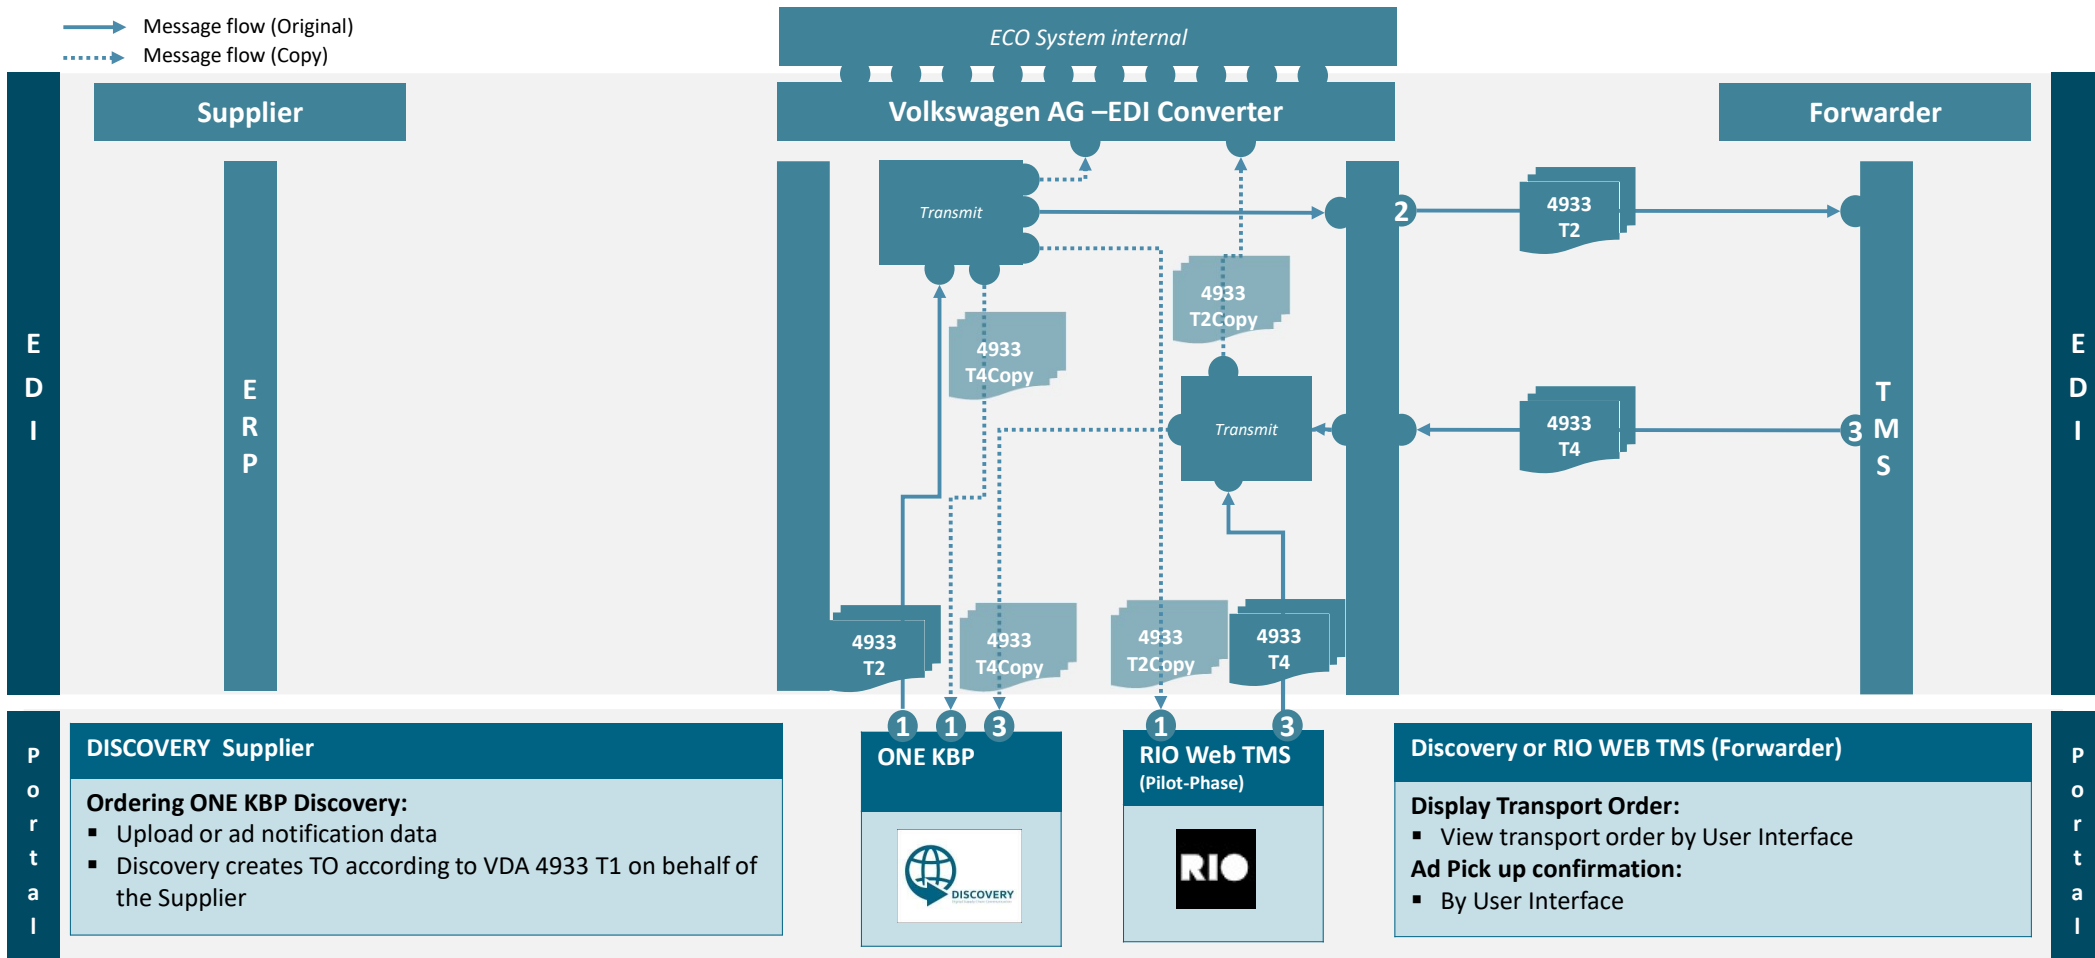 Message flow (Original)
Message flow (Copy)
ECO System internal
Supplier
Volkswagen AG –EDI Converter
Forwarder
E
D
I
E
R
P
Transmit
2
4933
T2
4933
T2Copy
4933
T4Copy
Transmit
4933
T4
3
T
M
S
E
D
I
4933
T2
4933
T4Copy
4933
T2Copy
4933
T4
P
o
r
t
a
l
DISCOVERY Supplier
Ordering ONE KBP Discovery:
▪ Upload or ad notification data
▪ Discovery creates TO according to VDA 4933 T1 on behalf of
the Supplier
1
1
3
ONE KBP
DISCOVERY
1
3
RIO Web TMS
(Pilot-Phase)
RIO
Discovery or RIO WEB TMS (Forwarder)
Display Transport Order:
▪ View transport order by User Interface
Ad Pick up confirmation:
▪ By User Interface
P
o
r
t
a
l